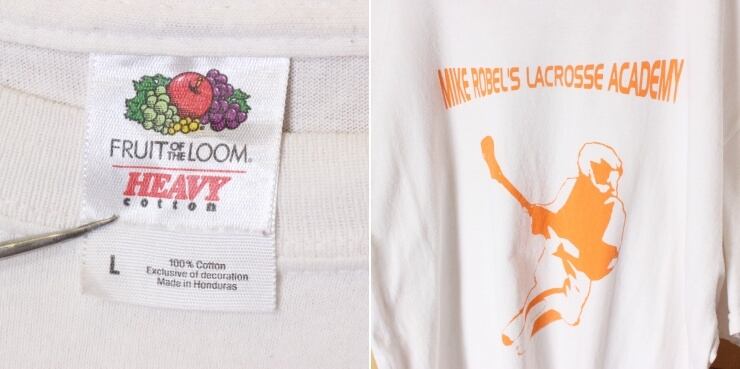 FRUIT OF THE LOOM.
HEAVY
cotton
L
100% Cotton
Exclusive of decoration
Made in Honduras
MIKE ROBEL'S LACROSSE ACADEMY